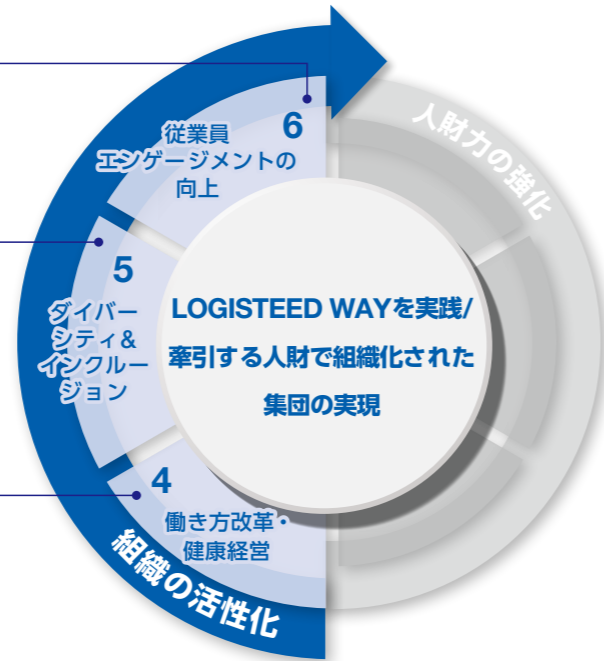 人財力の強化
6
従業員
エンゲージメントの
向上
5
ダイバー
シティ&
インクルー
ジョン
LOGISTEED WAYを実践/
牽引する人財で組織化された
集団の実現
4
働き方改革・
健康経営
組織の活性化